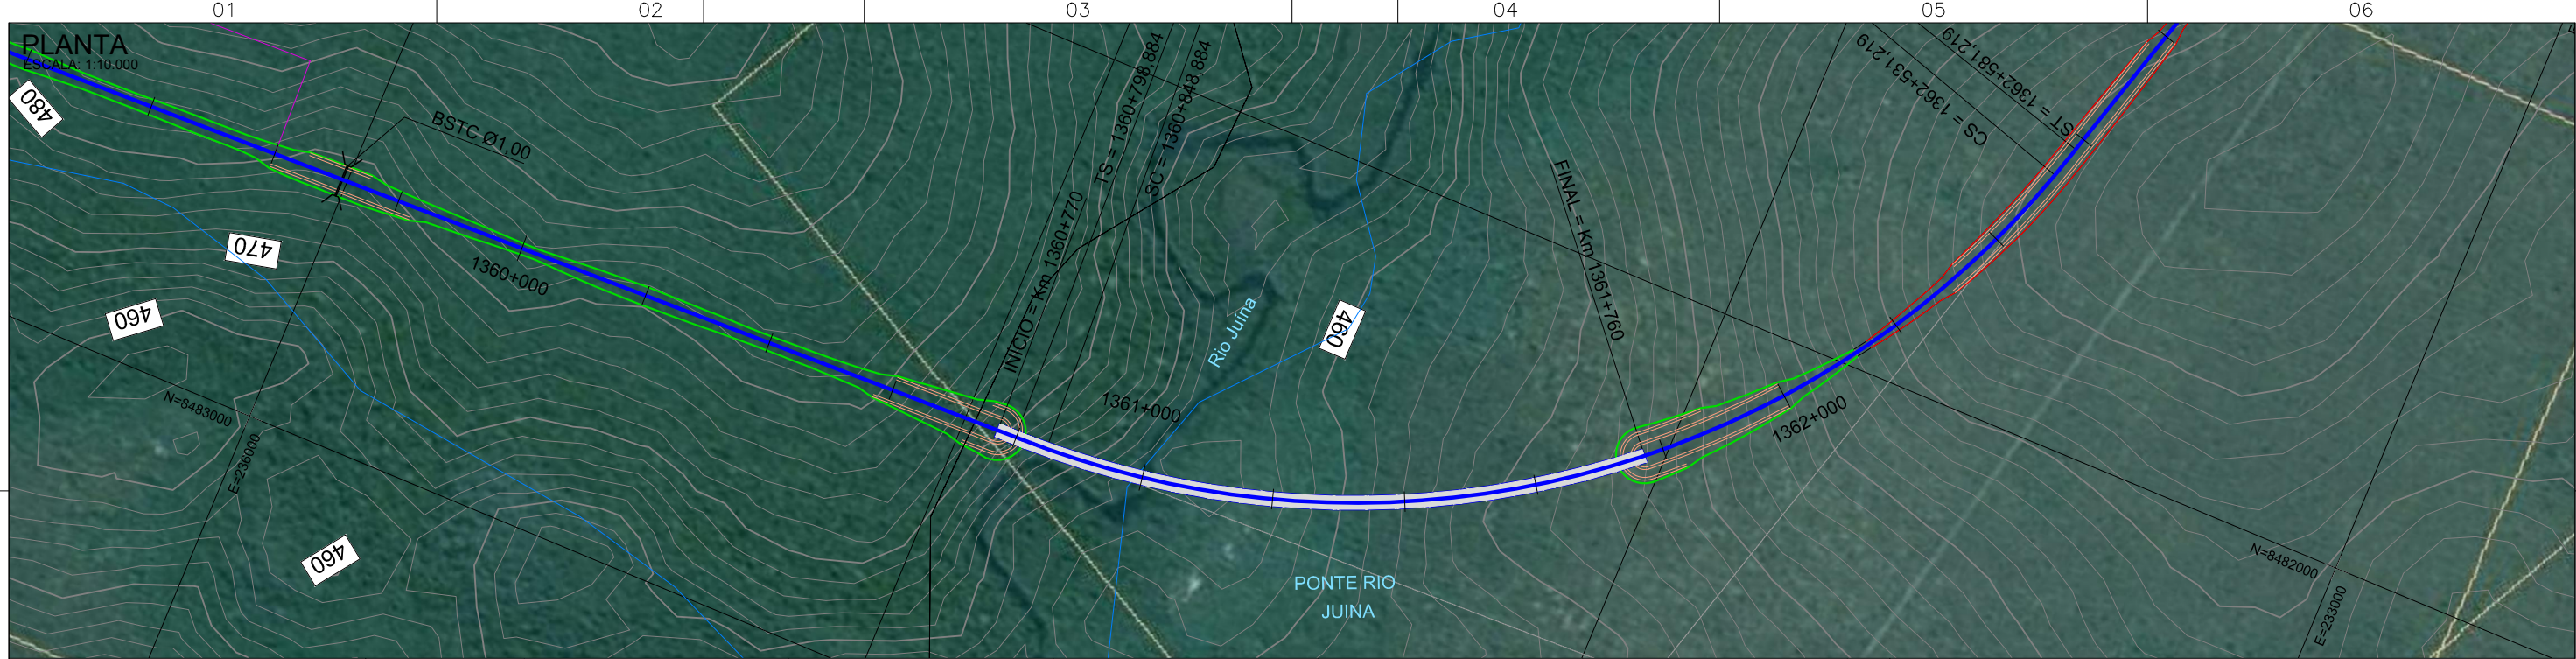 01
02
03
04
05
06
PLANTA
ESCALA: 1:10.000
480
BSTC Ø1,00
470
460
1360+000
N=8483000
E=236000
460
INICIO = Km 1360+770
TS = 1360+798,884
SC = 1360+848,884
Rio Juína
1361+000
460
PONTE RIO
JUINA
FINAL = Km 1361+760
1362+000
CS = 1362+531,219
ST = 1362+581,219
N=8482000
E=233000